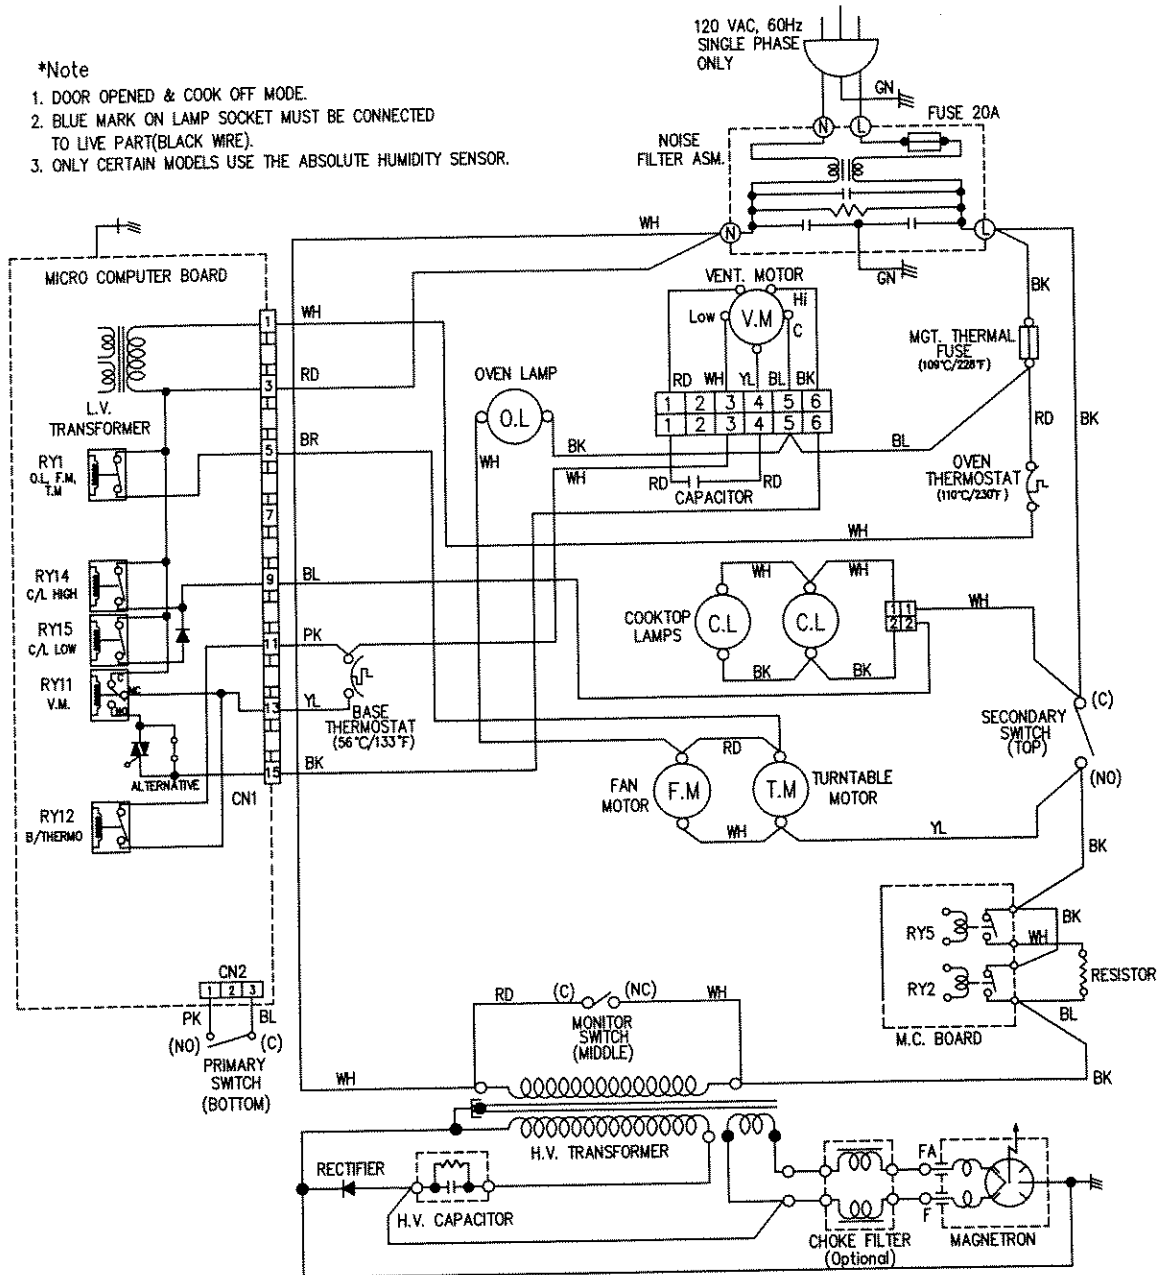 120 VAC, 60Hz
SINGLE PHASE
ONLY
GN
*Note
1. DOOR OPENED & COOK OFF MODE.
2. BLUE MARK ON LAMP SOCKET MUST BE CONNECTED
TO LIVE PART(BLACK WIRE).
3. ONLY CERTAIN MODELS USE THE ABSOLUTE HUMIDITY SENSOR.
NOISE
FILTER ASM.
N
L
FUSE 20A
N
L
GN
WH
MICRO COMPUTER BOARD
L.V.
TRANSFORMER
1
3
5
7
9
11
13
15
CN1
WH
RD
BR
BL
PK
YL
BK
RY1
O.L, F.M,
T.M
RY14
C/L HIGH
RY15
C/L LOW
RY11
V.M.
C
NC
NO
ALTERNATIVE
RY12
B/THERMO
BASE
THERMOSTAT
(56°C/133°F)
VENT. MOTOR
Low
V.M
Hi
C
RD WH YL BL BK
1 2 3 4 5 6
1 2 3 4 5 6
RD
CAPACITOR
RD
OVEN LAMP
O.L
WH
BK
WH
BL
BK
MGT. THERMAL
FUSE
(109°C/228°F)
RD
BK
OVEN
THERMOSTAT
(110°C/230°F)
WH
WH
WH
COOKTOP
LAMPS
C.L
C.L
BK
BK
1 1
2 2
WH
SECONDARY
SWITCH
(TOP)
(C)
(NO)
RD
FAN
MOTOR
F.M
T.M
TURNTABLE
MOTOR
WH
YL
BK
RY5
RY2
BK
WH
RESISTOR
BL
M.C. BOARD
BK
CN2
1 2 3
PK
BL
(NO)
(C)
PRIMARY
SWITCH
(BOTTOM)
RD
(C)
(NC)
WH
MONITOR
SWITCH
(MIDDLE)
WH
H.V. TRANSFORMER
RECTIFIER
H.V. CAPACITOR
CHOKE FILTER
(Optional)
FA
F
MAGNETRON